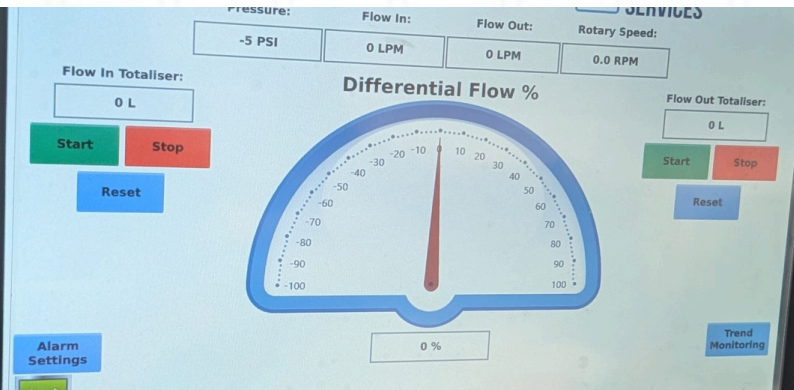 Pressure:
Flow In:
Flow Out:
SERVICES
Rotary Speed:
-5 PSI
0 LPM
0 LPM
0.0 RPM
Flow In Totaliser:
0 L
Start
Stop
Reset
Differential Flow %
-100
-90
-80
-70
-60
-50
-40
-30
-20
-10
0
10
20
30
40
50
60
70
80
90
100
0 %
Flow Out Totaliser:
0 L
Start
Stop
Reset
Alarm
Settings
Trend
Monitoring